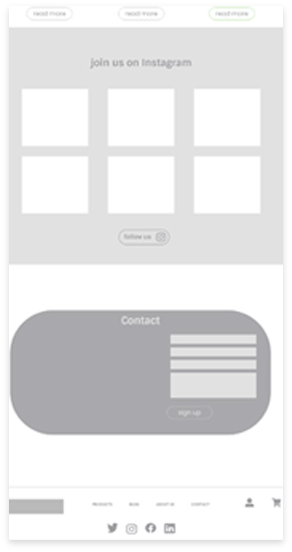 read more read more read more
join us on Instagram
follow us
Contact
sign up
PRODUCTS BLOG ABOUT US CONTACT